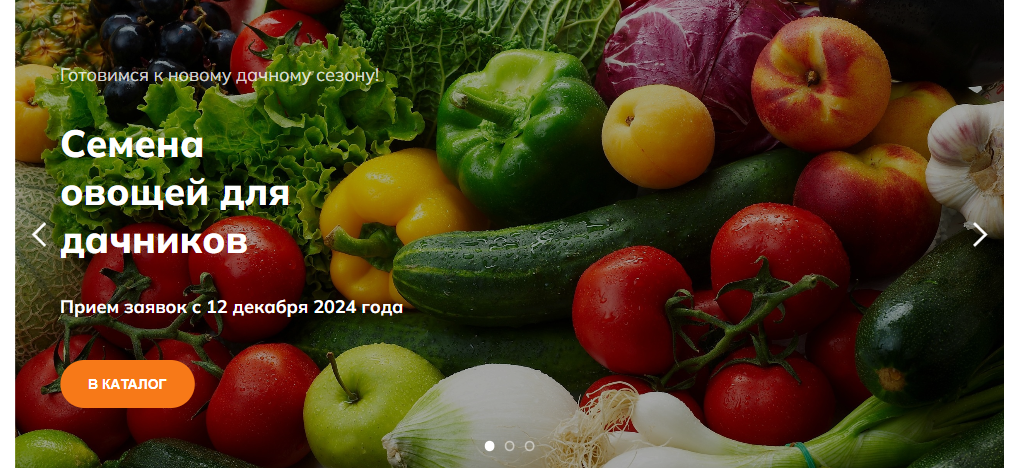 Готовимся к новому дачному сезону!
Семена
овощей для
дачников
Прием заявок с 12 декабря 2024 года
В КАТАЛОГ